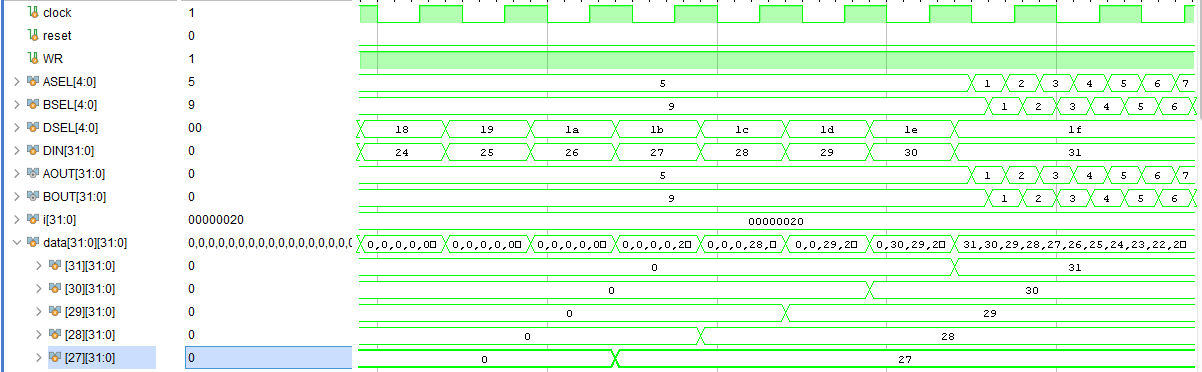 clock 1
reset 0
WR 1
ASEL[4:0] 5 5 1 2 3 4 5 6 7
BSEL[4:0] 9 9 1 2 3 4 5 6
DSEL[4:0] 00 18 19 1a 1b 1c 1d 1e 1f
DIN[31:0] 0 24 25 26 27 28 29 30 31
AOUT[31:0] 0 5 1 2 3 4 5 6 7
BOUT[31:0] 0 9 1 2 3 4 5 6
i[31:0] 00000020 00000020
data[31:0][31:0] 0,0,0,0,0,0,0,0,0,0,0,0,0,0,0,0,0,0 0,0,0,0,0□ 0,0,0,0,0□ 0,0,0,0,0□ 0,0,0,0,2□ 0,0,0,28,□ 0,0,29,2□ 0,30,29,2□ 31,30,29,28,27,26,25,24,23,22,2□
[31][31:0] 0 0 31
[30][31:0] 0 0 30
[29][31:0] 0 0 29
[28][31:0] 0 0 28
[27][31:0] 0 0 27